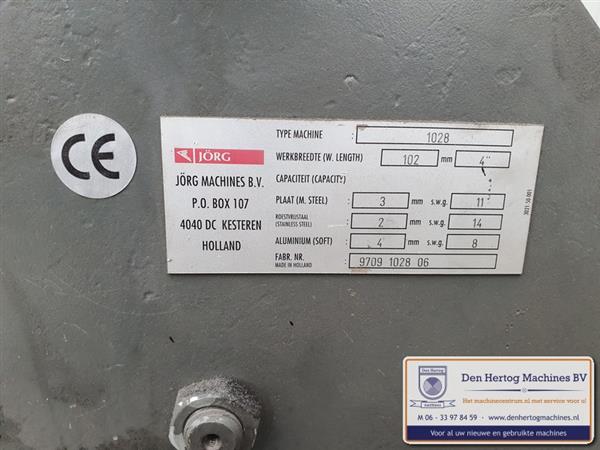 CE
JÖRG
JÖRG MACHINES B.V.
P.O. BOX 107
4040 DC KESTEREN
HOLLAND
TYPE MACHINE : 1028
WERKBREEDTE (W. LENGTH) : 102 mm 4"
CAPACITEIT (CAPACITY) :
PLAAT (M. STEEL) : 3 mm s.w.g. 11
ROESTVRIJSTAAL
(STAINLESS STEEL) : 2 mm s.w.g. 14
ALUMINIUM (SOFT) : 4 mm s.w.g. 8
FABR. NR. : 9709 1028 06
MADE IN HOLLAND
3021.50.001
Den Hertog Machines BV
Het machinecentrum.nl met service voor u!
M 06 - 33 97 84 59 · www.denhertogmachines.nl
Voor al uw nieuwe en gebruikte machines